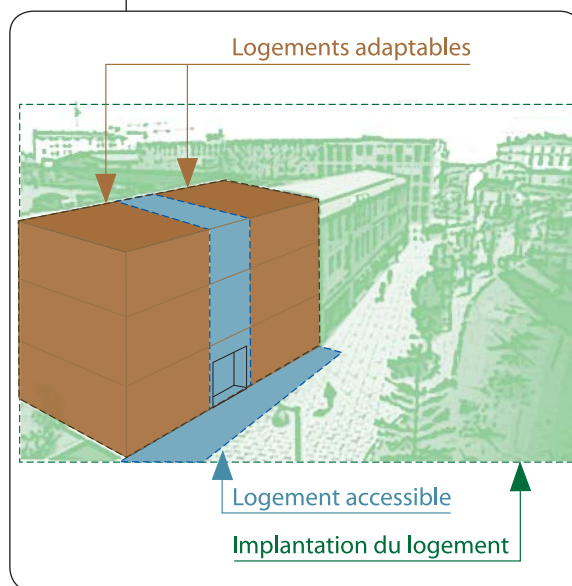 Logements adaptables
Logement accessible
Implantation du logement